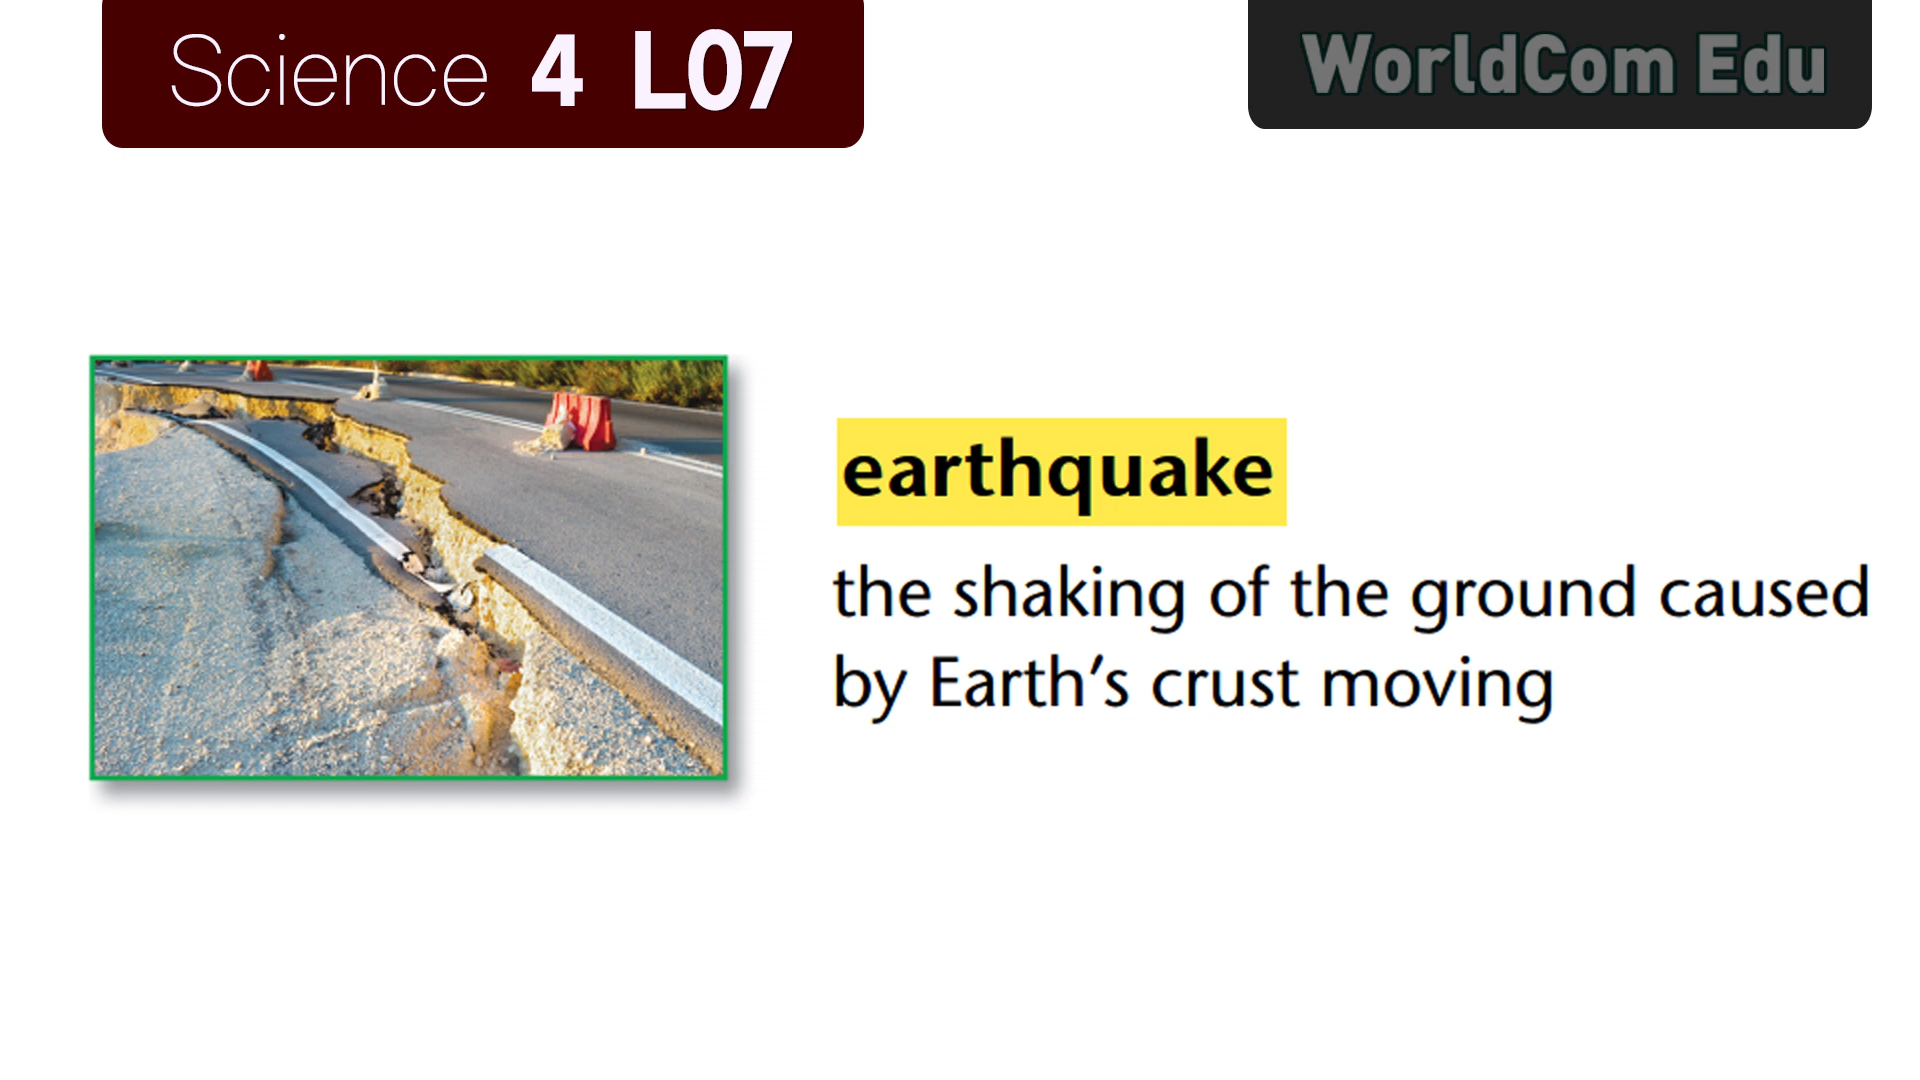 Science 4 L07
WorldCom Edu
earthquake
the shaking of the ground caused
by Earth’s crust moving